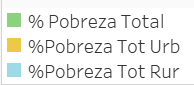 % Pobreza Total
%Pobreza Tot Urb
%Pobreza Tot Rur